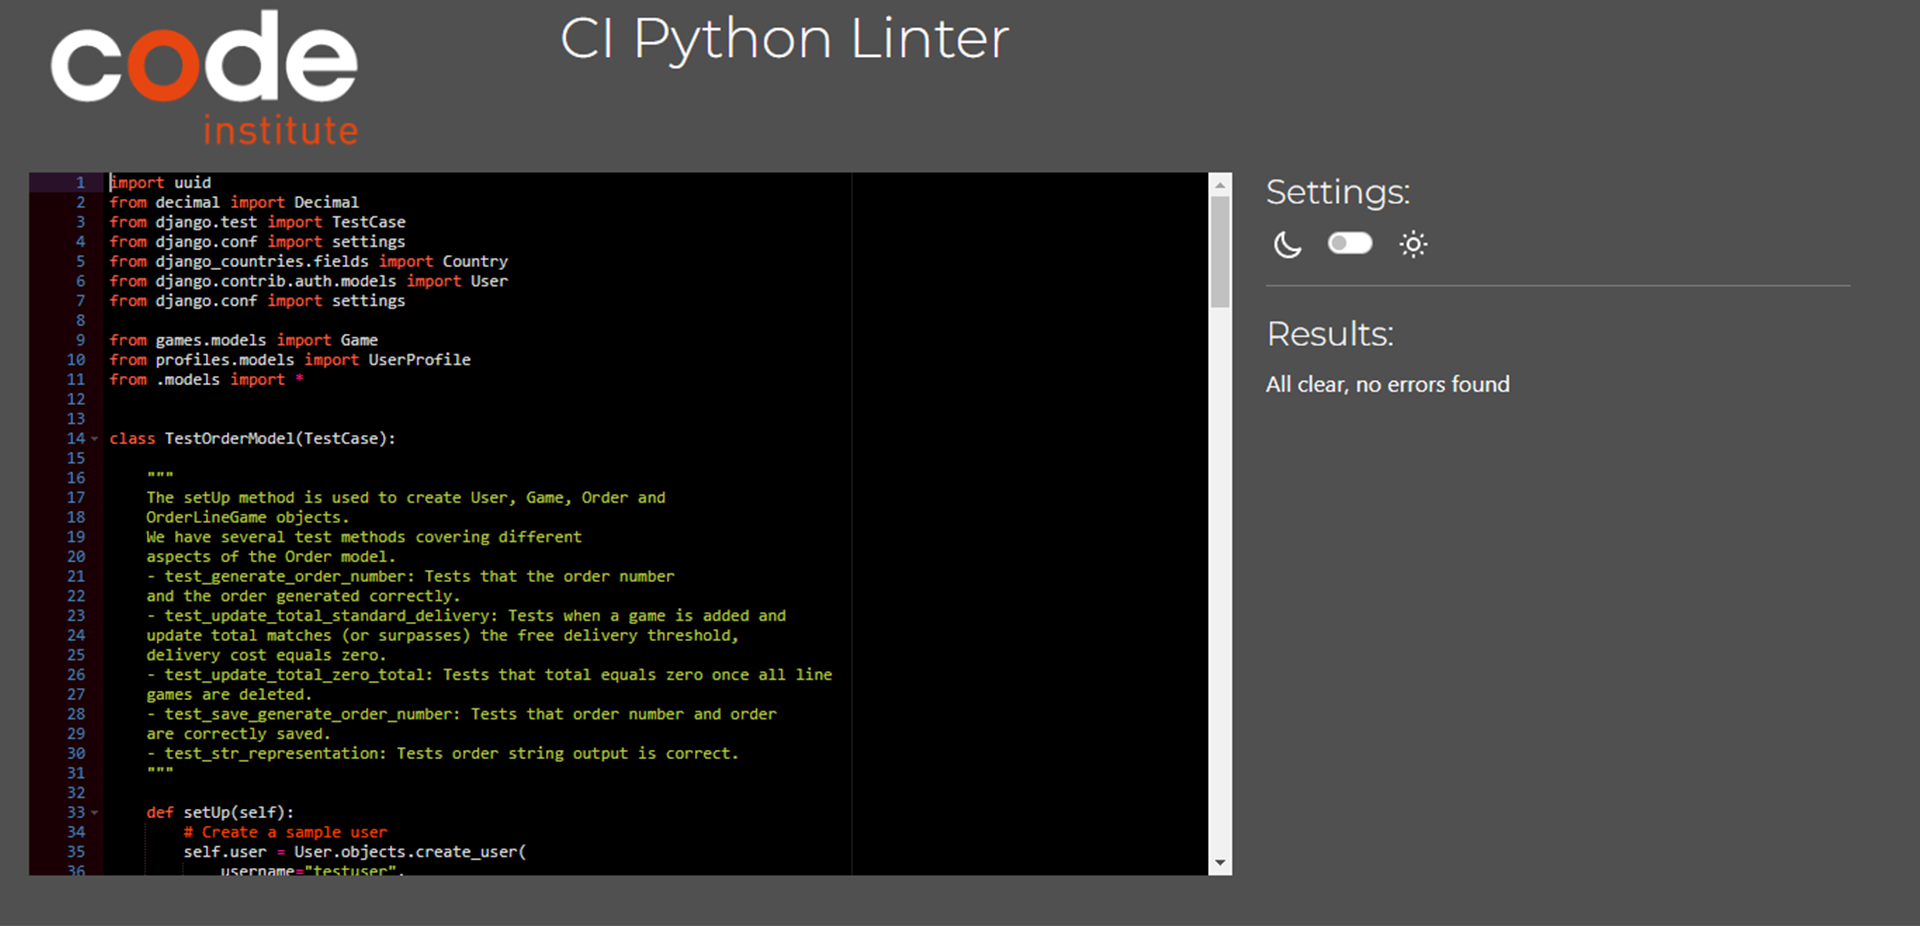 code
institute
CI Python Linter
1 import uuid
2 from decimal import Decimal
3 from django.test import TestCase
4 from django.conf import settings
5 from django_countries.fields import Country
6 from django.contrib.auth.models import User
7 from django.conf import settings
8
9 from games.models import Game
10 from profiles.models import UserProfile
11 from .models import *
12
13
14 class TestOrderModel(TestCase):
15
16 """
17 The setUp method is used to create User, Game, Order and
18 OrderLineGame objects.
19 We have several test methods covering different
20 aspects of the Order model.
21 - test_generate_order_number: Tests that the order number
22 and the order generated correctly.
23 - test_update_total_standard_delivery: Tests when a game is added and
24 update total matches (or surpasses) the free delivery threshold,
25 delivery cost equals zero.
26 - test_update_total_zero_total: Tests that total equals zero once all line
27 games are deleted.
28 - test_save_generate_order_number: Tests that order number and order
29 are correctly saved.
30 - test_str_representation: Tests order string output is correct.
31 """
32
33 def setUp(self):
34 # Create a sample user
35 self.user = User.objects.create_user(
36 username="testuser",
Settings:
Results:
All clear, no errors found